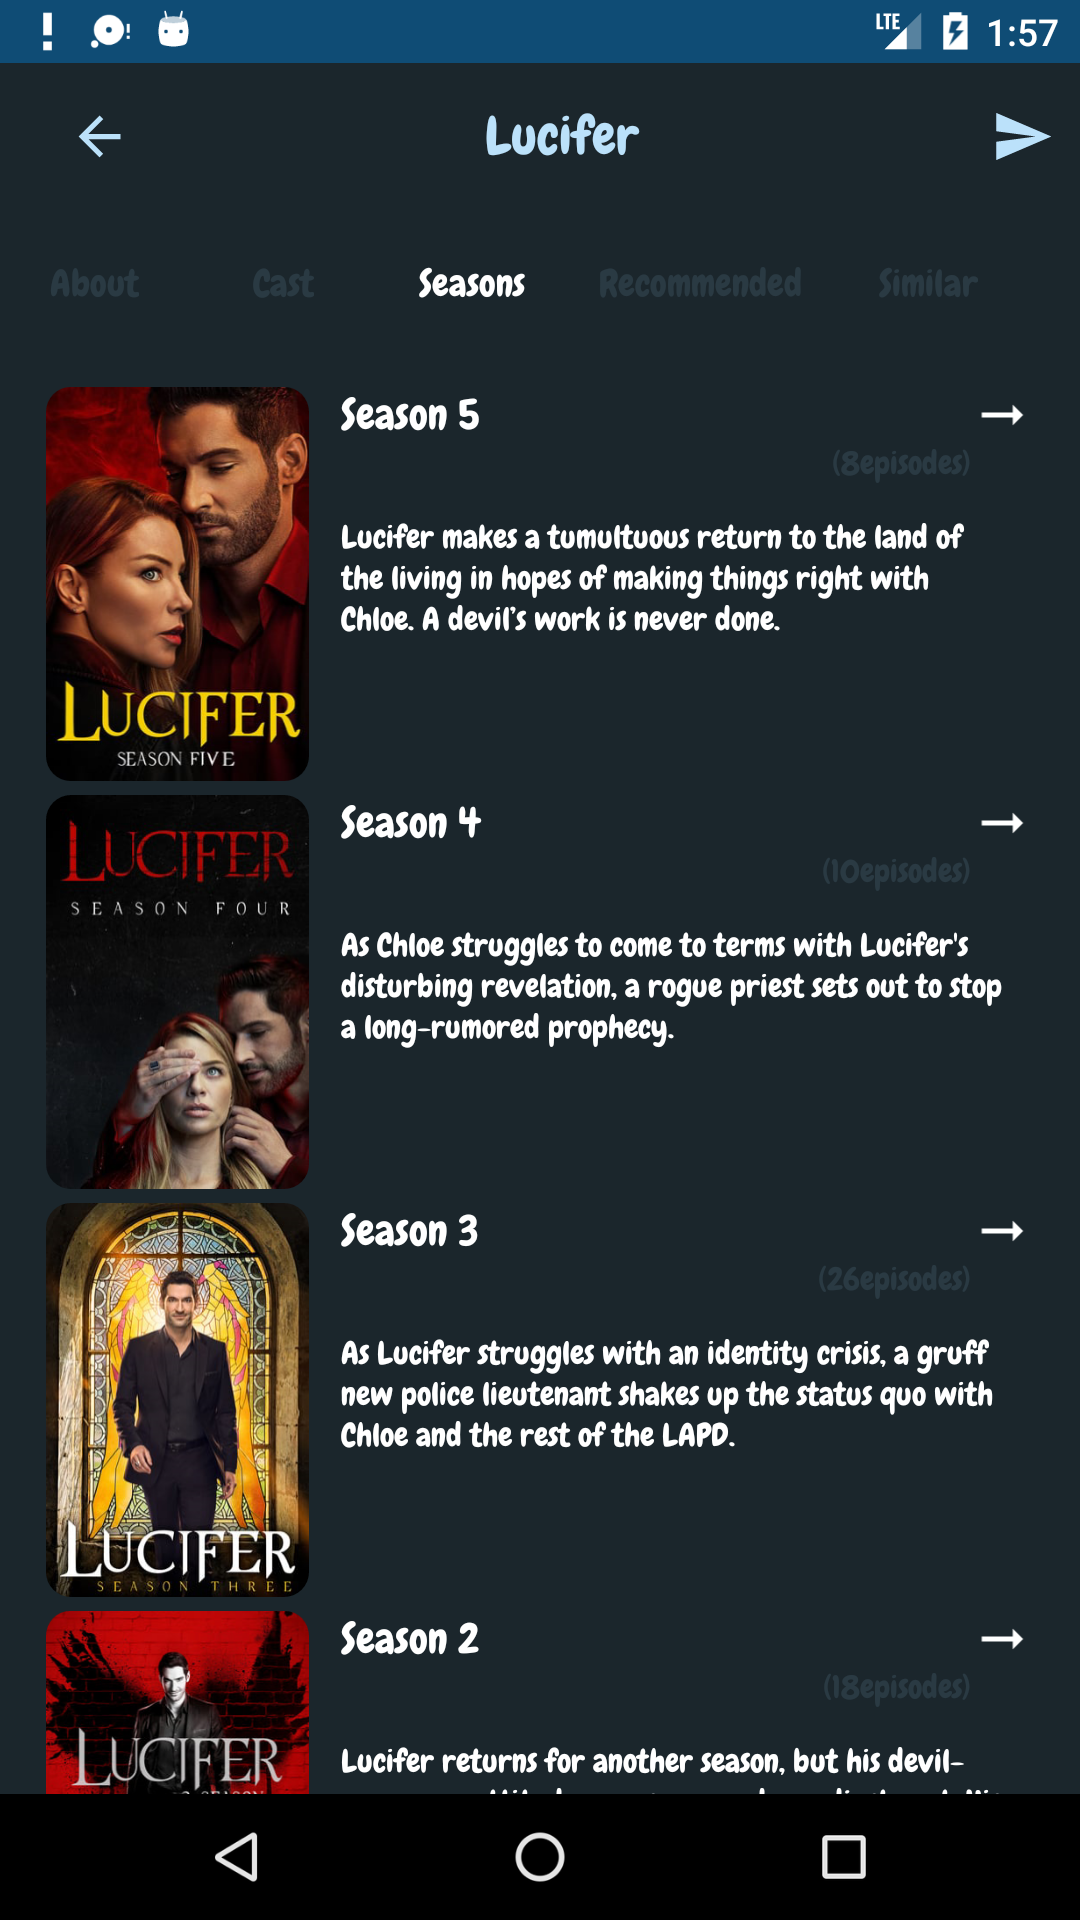 LTE 1:57
Lucifer
About Cast Seasons Recommended Similar
LUCIFER
SEASON FIVE
Season 5
(8episodes)
Lucifer makes a tumultuous return to the land of
the living in hopes of making things right with
Chloe. A devil’s work is never done.
LUCIFER
SEASON FOUR
Season 4
(10episodes)
As Chloe struggles to come to terms with Lucifer's
disturbing revelation, a rogue priest sets out to stop
a long-rumored prophecy.
LUCIFER
SEASON THREE
Season 3
(26episodes)
As Lucifer struggles with an identity crisis, a gruff
new police lieutenant shakes up the status quo with
Chloe and the rest of the LAPD.
LUCIFER
Season 2
(18episodes)
Lucifer returns for another season, but his devil-